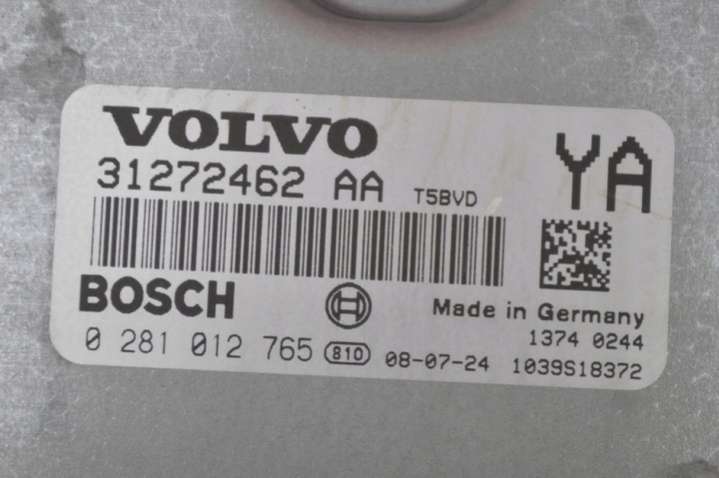 VOLVO
31272462 AA T5BVD
YA
BOSCH
Made in Germany
1374 0244
0 281 012 765 810 08-07-24 1039S18372